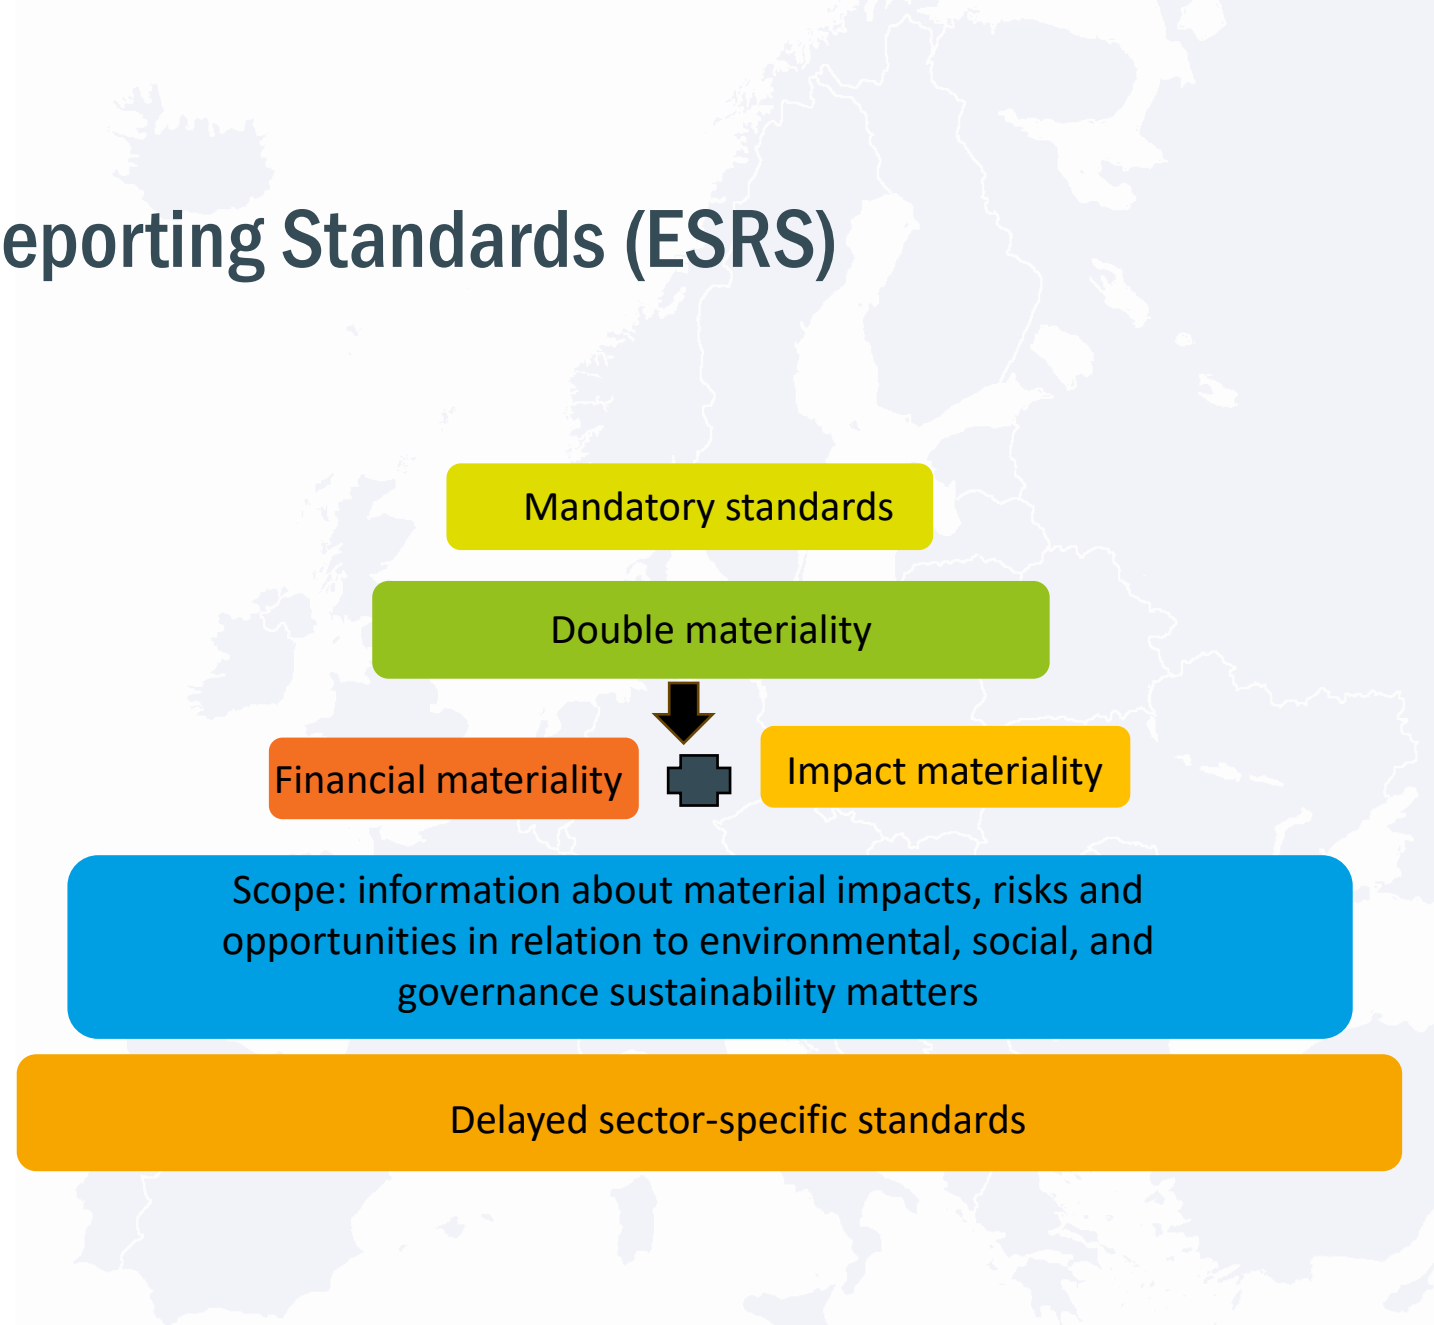 eporting Standards (ESRS)
Mandatory standards
Double materiality
Financial materiality
Impact materiality
Scope: information about material impacts, risks and
opportunities in relation to environmental, social, and
governance sustainability matters
Delayed sector-specific standards